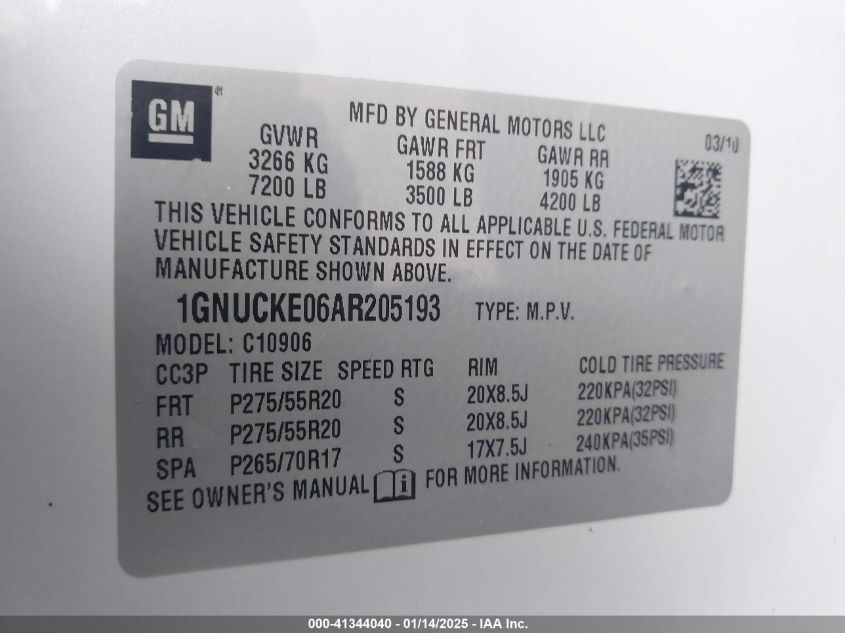 GM®
MFD BY GENERAL MOTORS LLC
03/10
GVWR GAWR FRT GAWR RR
3266 KG 1588 KG 1905 KG
7200 LB 3500 LB 4200 LB
THIS VEHICLE CONFORMS TO ALL APPLICABLE U.S. FEDERAL MOTOR
VEHICLE SAFETY STANDARDS IN EFFECT ON THE DATE OF
MANUFACTURE SHOWN ABOVE.
1GNUCKE06AR205193 TYPE: M.P.V.
MODEL: C10906
CC3P TIRE SIZE SPEED RTG RIM COLD TIRE PRESSURE
FRT P275/55R20 S 20X8.5J 220KPA(32PSI)
RR P275/55R20 S 20X8.5J 220KPA(32PSI)
SPA P265/70R17 S 17X7.5J 240KPA(35PSI)
SEE OWNER'S MANUAL FOR MORE INFORMATION.
000-41344040 - 01/14/2025 - IAA Inc.